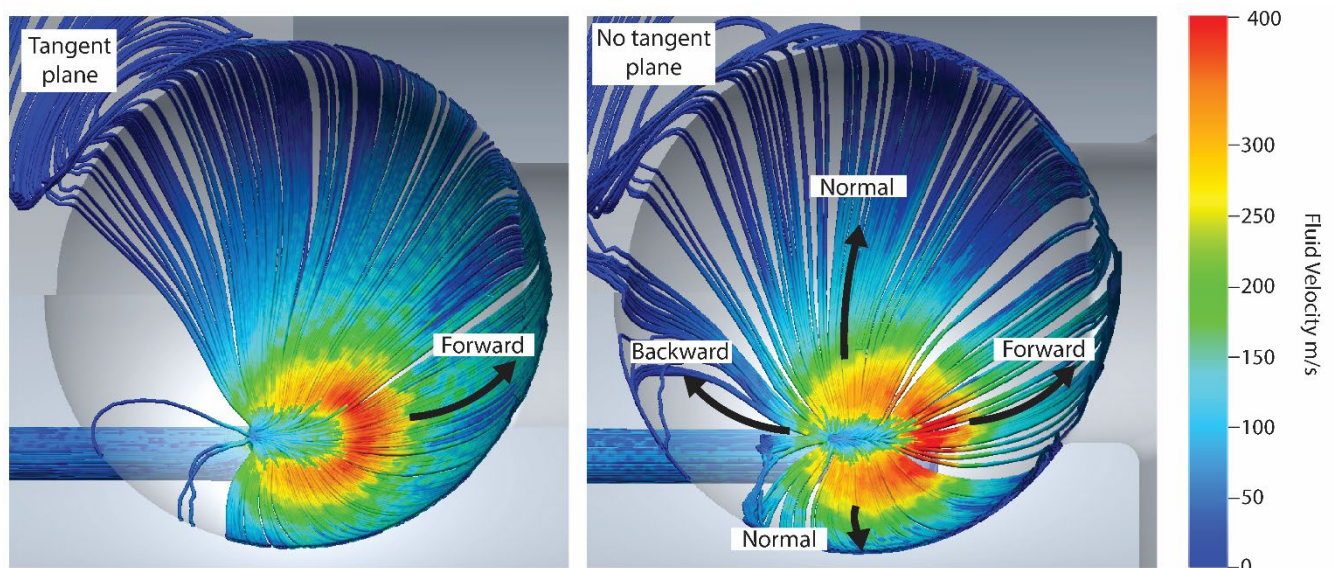 Tangent
plane
Forward
No tangent
plane
Normal
Backward
Forward
Normal
400
300
250
200
150
100
50
0
Fluid Velocity m/s